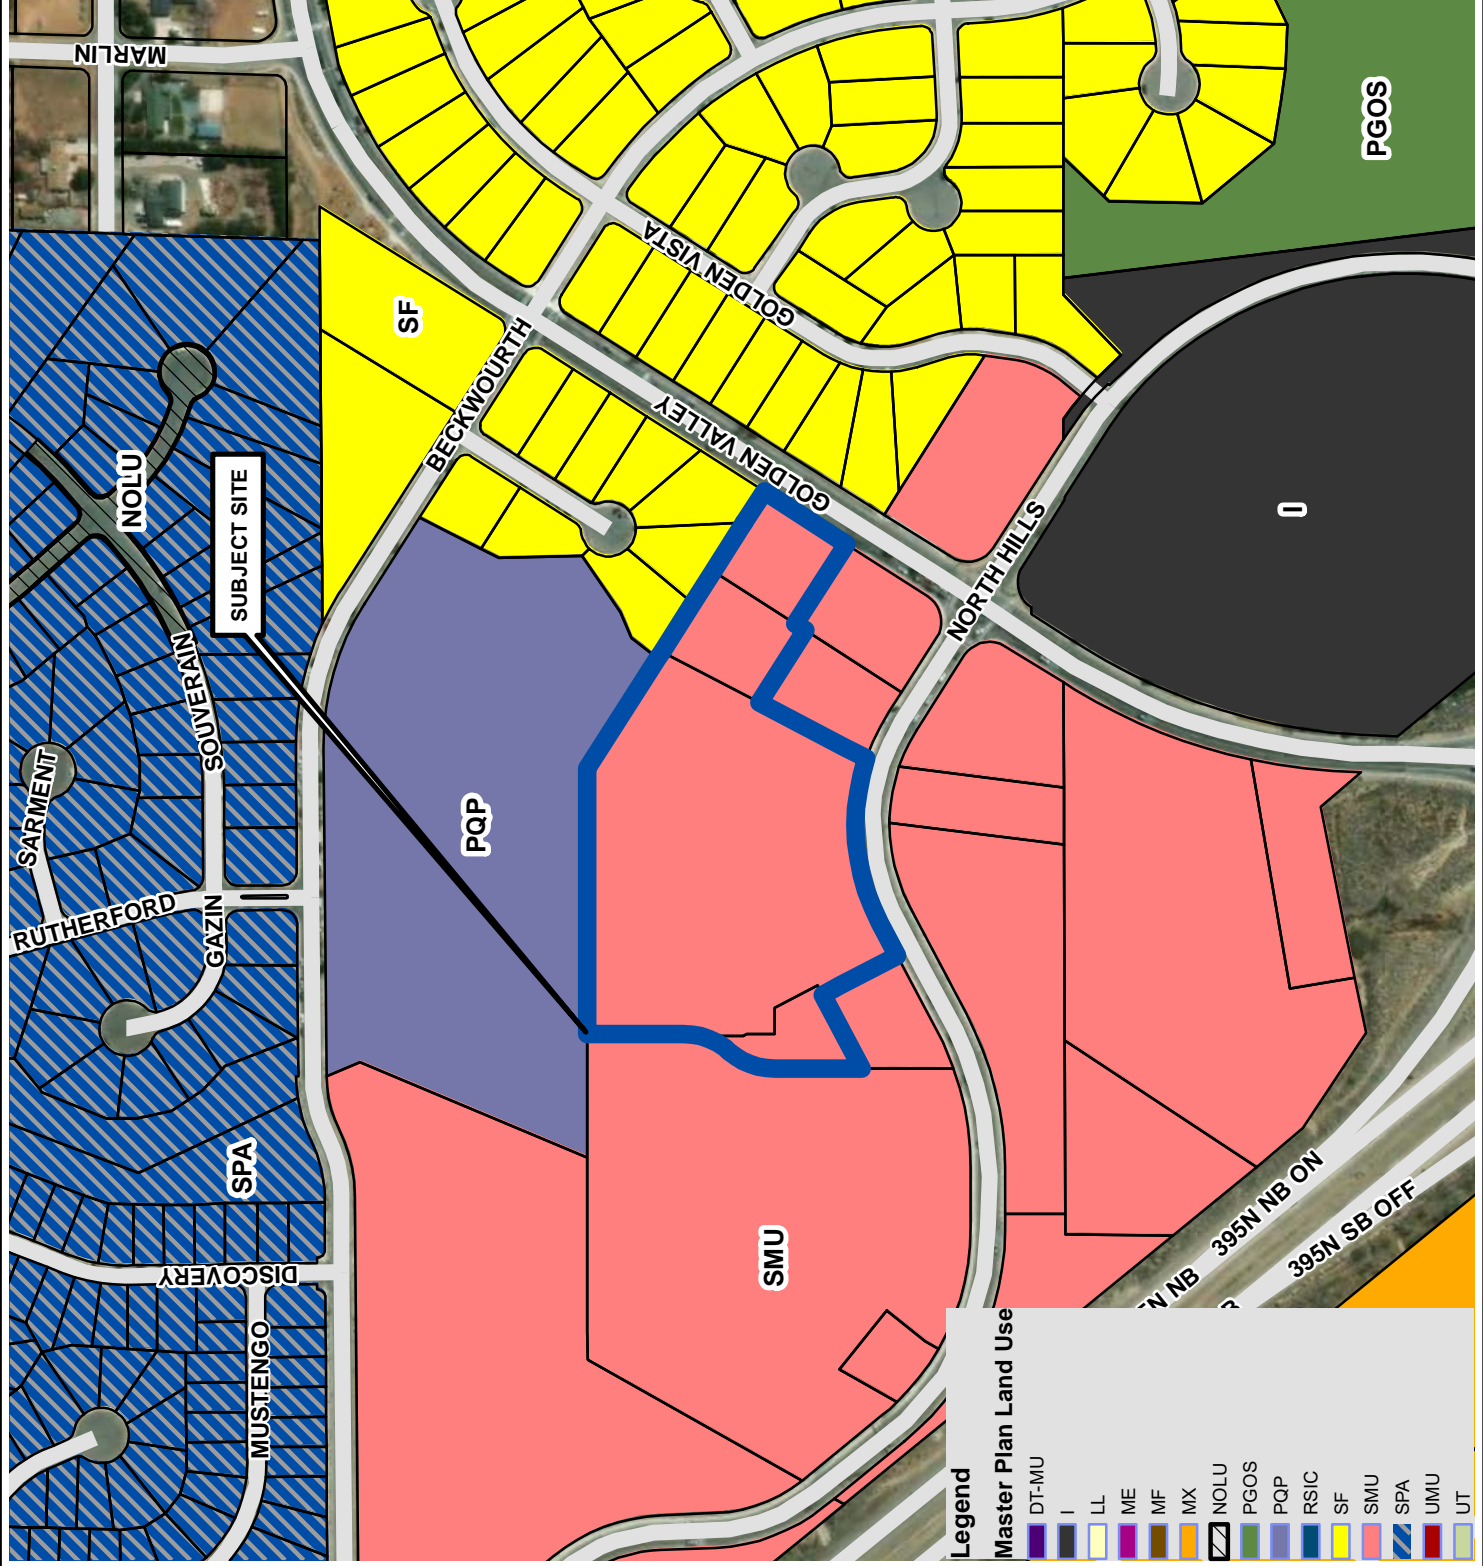 MARLIN
PGOS
SF
GOLDEN VISTA
BECKWOURTH
GOLDEN VALLEY
NOLU
SUBJECT SITE
NORTH HILLS
I
SOUVERAIN
SARMENT
PQP
RUTHERFORD
GAZIN
SPA
DISCOVERY
MUSTENGO
SMU
395N NB ON
395N SB OFF
Legend
Master Plan Land Use
DT-MU
I
LL
ME
MF
MX
NOLU
PGOS
PQP
RSIC
SF
SMU
SPA
UMU
UT